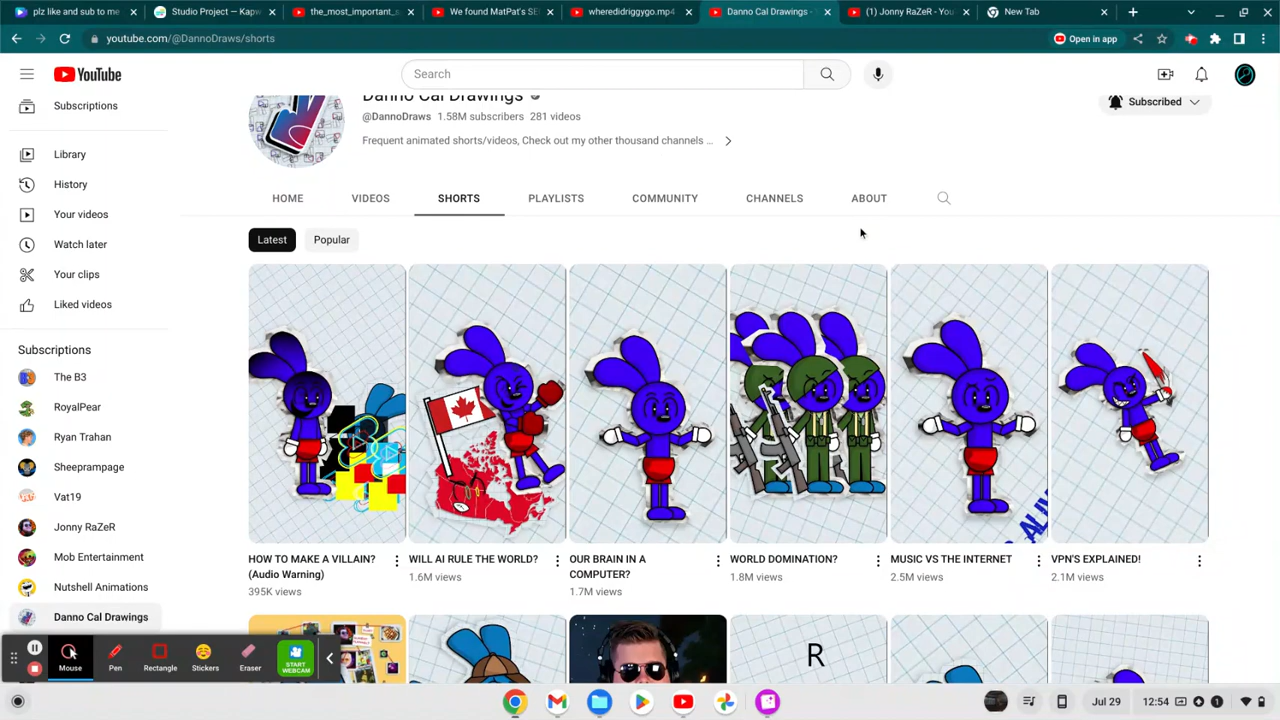 plz like and sub to me
Studio Project — Kapw
the_most_important_s
We found MatPat's SE
wheredidriggygo.mp4
Danno Cal Drawings -
(1) Jonny RaZeR - You
New Tab
youtube.com/@DannoDraws/shorts
Open in app
YouTube
Search
Subscriptions
Library
History
Your videos
Watch later
Your clips
Liked videos
Subscriptions
The B3
RoyalPear
Ryan Trahan
Sheeprampage
Vat19
Jonny RaZeR
Mob Entertainment
Nutshell Animations
Danno Cal Drawings
Danno Cal Drawings
@DannoDraws 1.58M subscribers 281 videos
Frequent animated shorts/videos, Check out my other thousand channels ...
Subscribed
HOME VIDEOS SHORTS PLAYLISTS COMMUNITY CHANNELS ABOUT
Latest Popular
HOW TO MAKE A VILLAIN?
(Audio Warning)
395K views
WILL AI RULE THE WORLD?
1.6M views
OUR BRAIN IN A
COMPUTER?
1.7M views
WORLD DOMINATION?
1.8M views
MUSIC VS THE INTERNET
2.5M views
VPN'S EXPLAINED!
2.1M views
R
Mouse Pen Rectangle Stickers Eraser
START
WEBCAM
Jul 29 12:54 1